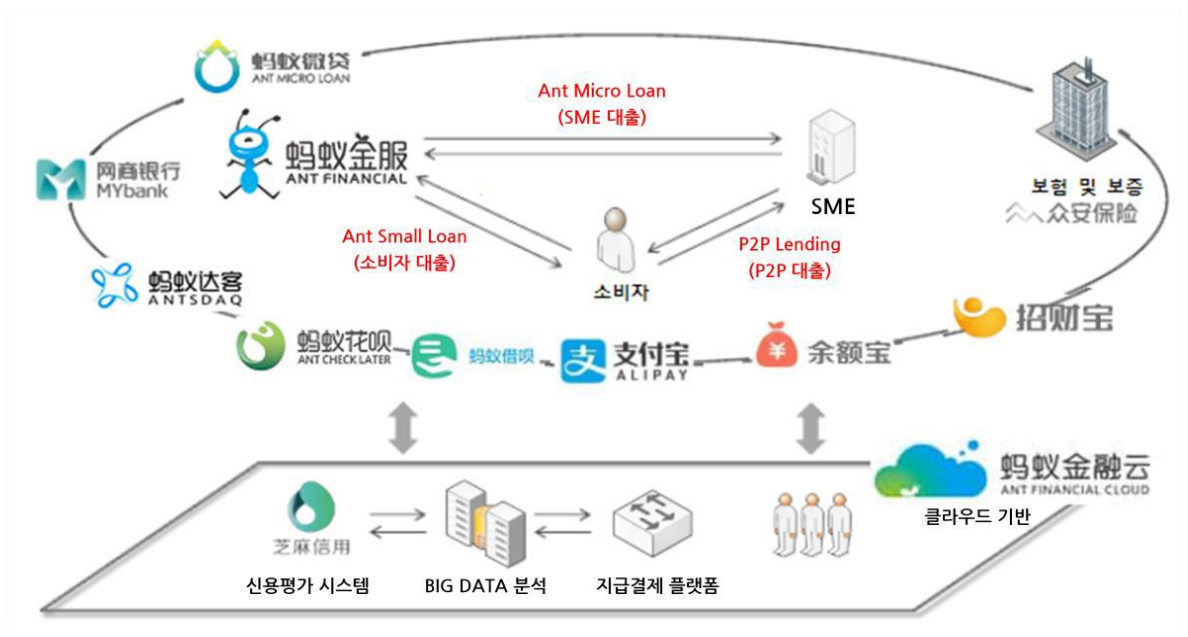 蚂蚁微贷
ANT MICRO LOAN
Ant Micro Loan
(SME 대출)
网商银行
MYbank
蚂蚁金服
ANT FINANCIAL
SME
보험 및 보증
众安保险
Ant Small Loan
(소비자 대출)
소비자
P2P Lending
(P2P 대출)
蚂蚁达客
ANTSDAQ
蚂蚁花呗
ANT CHECK LATER
蚂蚁借呗
支付宝
ALIPAY
余额宝
招财宝
蚂蚁金融云
ANT FINANCIAL CLOUD
클라우드 기반
芝麻信用
신용평가 시스템
BIG DATA 분석
지급결제 플랫폼